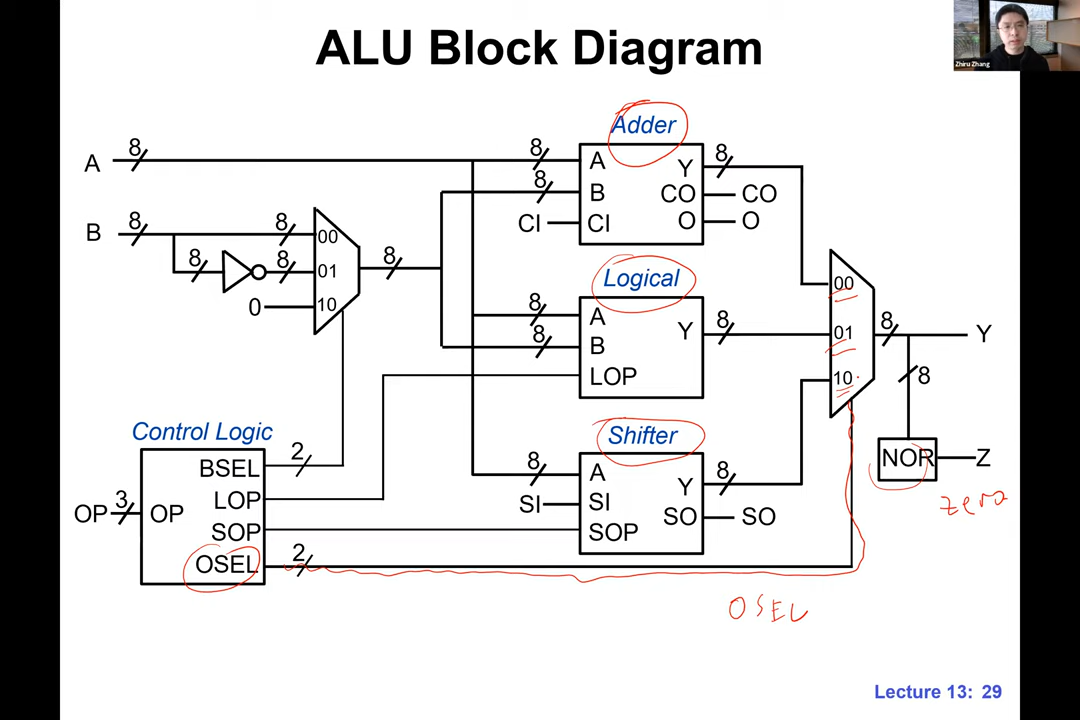 ALU Block Diagram
Zhiru Zhang
A 8
B 8
8
8 8
0
00
01
10
8
Adder
8 A
8 B
CI CI
Y 8
CO CO
O O
Logical
8 A
8 B
LOP
Y 8
Shifter
8 A
SI SI
SOP
Y 8
SO SO
00
01
10
8 Y
8
NOR Z
zero
Control Logic
OP 3 OP
BSEL 2
LOP
SOP
OSEL 2
OSEL
Lecture 13: 29